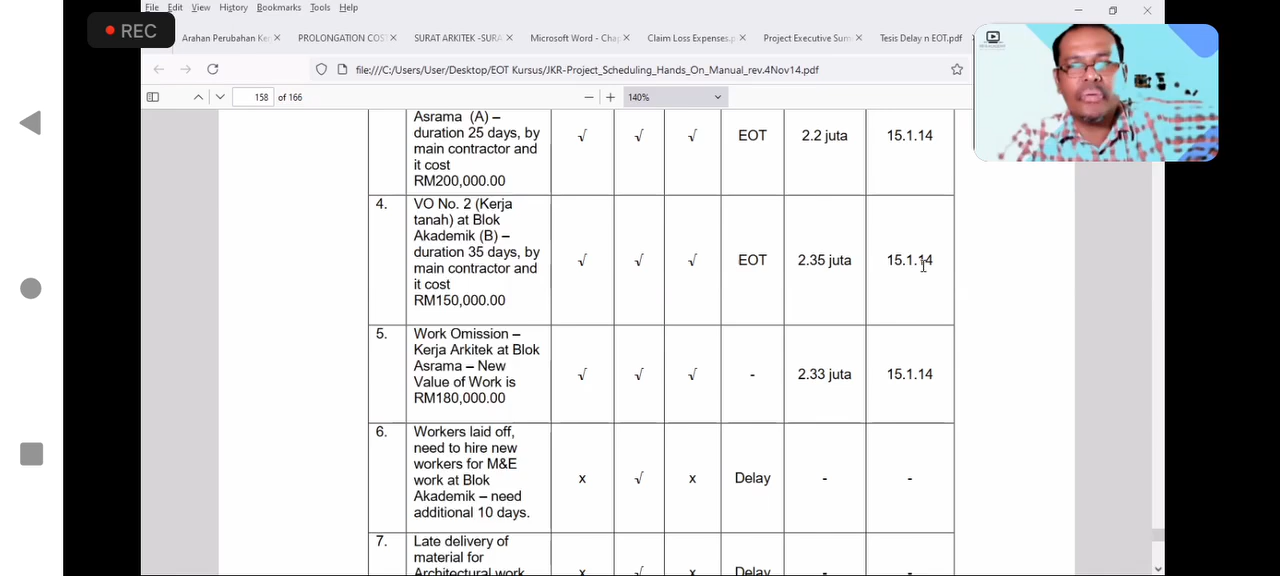 File Edit View History Bookmarks Tools Help
REC
Arahan Perubahan Ke
PROLONGATION COS
SURAT ARKITEK -SURA
Microsoft Word - Chap
Claim Loss Expenses.p
Project Executive Sum
Tesis Delay n EOT.pdf
file:///C:/Users/User/Desktop/EOT Kursus/JKR-Project_Scheduling_Hands_On_Manual_rev.4Nov14.pdf
158 of 166
140%
Asrama (A) –
duration 25 days, by
main contractor and
it cost
RM200,000.00
√ √ √ EOT 2.2 juta 15.1.14
4.
VO No. 2 (Kerja
tanah) at Blok
Akademik (B) –
duration 35 days, by
main contractor and
it cost
RM150,000.00
√ √ √ EOT 2.35 juta 15.1.14
5.
Work Omission –
Kerja Arkitek at Blok
Asrama – New
Value of Work is
RM180,000.00
√ √ √ - 2.33 juta 15.1.14
6.
Workers laid off,
need to hire new
workers for M&E
work at Blok
Akademik – need
additional 10 days.
x √ x Delay - -
7.
Late delivery of
material for
Architectural work
x √ x Delay - -